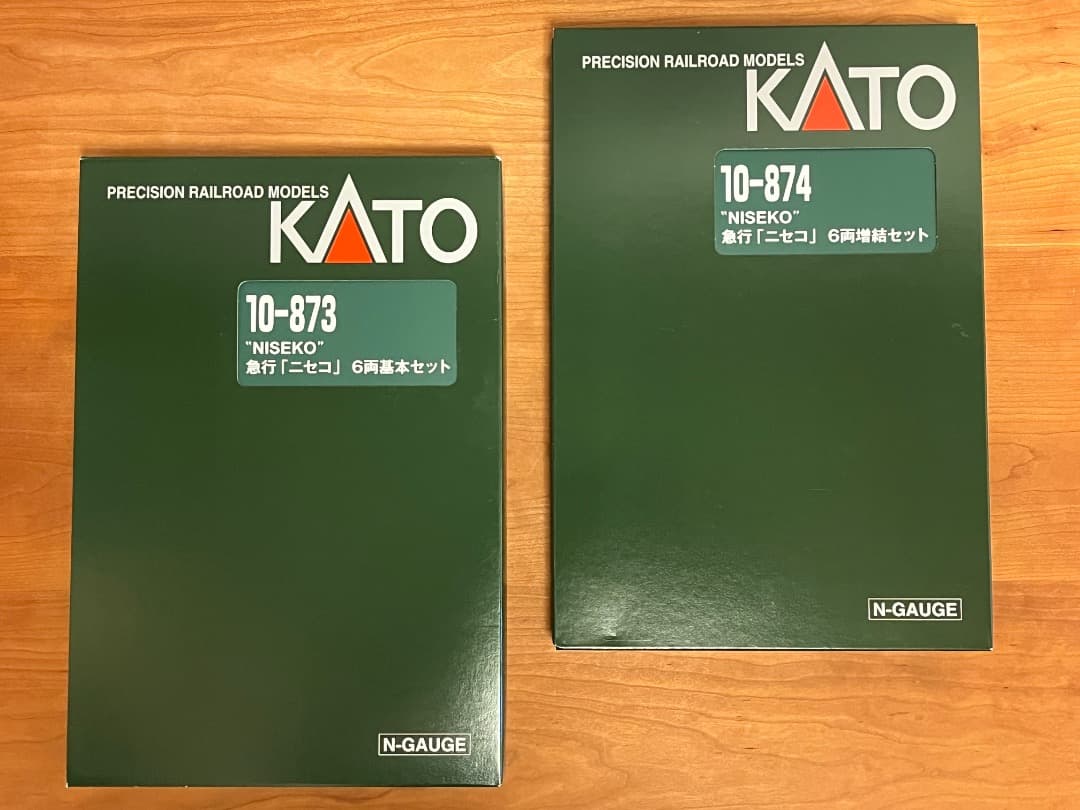 PRECISION RAILROAD MODELS
KATO
10-873
"NISEKO"
急行「ニセコ」 6両基本セット
N-GAUGE
PRECISION RAILROAD MODELS
KATO
10-874
"NISEKO"
急行「ニセコ」 6両増結セット
N-GAUGE